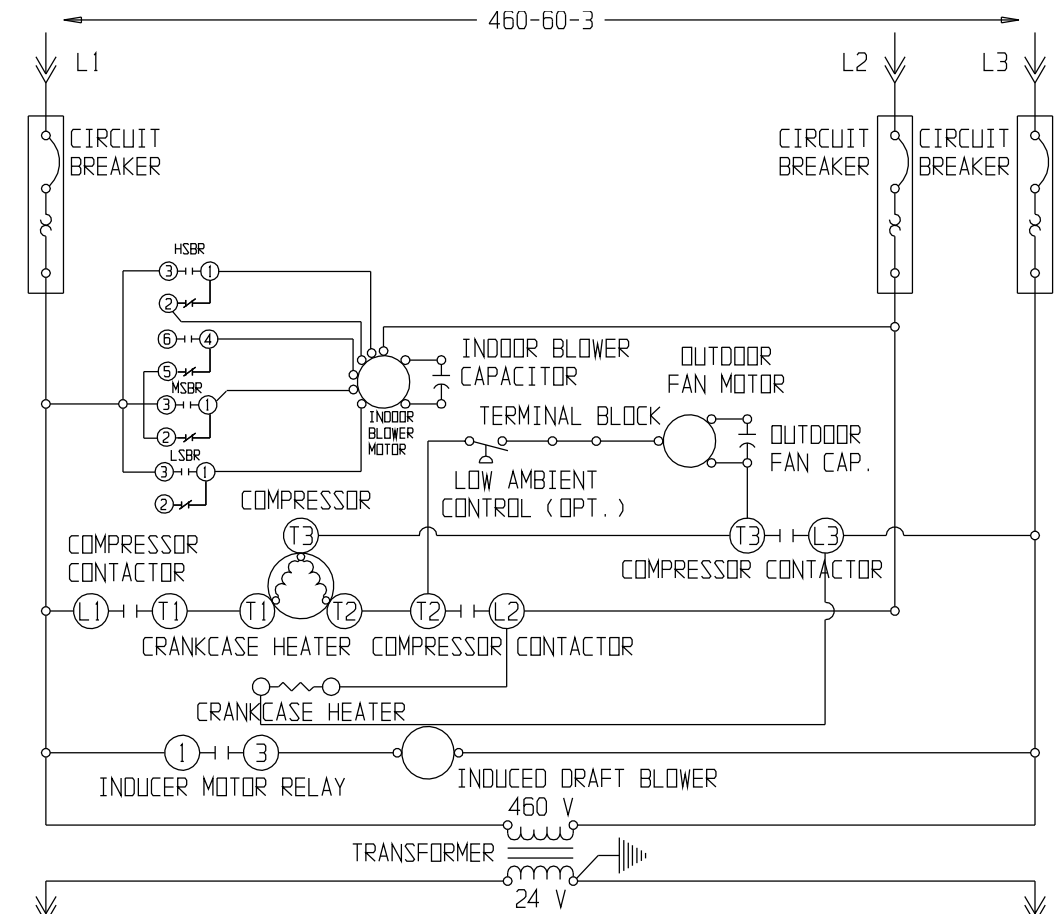 460-60-3
L1
L2
L3
CIRCUIT
BREAKER
CIRCUIT
BREAKER
CIRCUIT
BREAKER
HSBR
3
1
2
6
4
5
MSBR
3
1
2
LSBR
3
1
2
INDOOR BLOWER
CAPACITOR
INDOOR
BLOWER
MOTOR
OUTDOOR
FAN MOTOR
TERMINAL BLOCK
OUTDOOR
FAN CAP.
LOW AMBIENT
CONTROL (OPT.)
COMPRESSOR
T3
T3
L3
COMPRESSOR
CONTACTOR
COMPRESSOR CONTACTOR
L1
T1
T1
T2
T2
L2
CRANKCASE HEATER
COMPRESSOR CONTACTOR
CRANKCASE HEATER
1
3
INDUCER MOTOR RELAY
INDUCED DRAFT BLOWER
460 V
TRANSFORMER
24 V